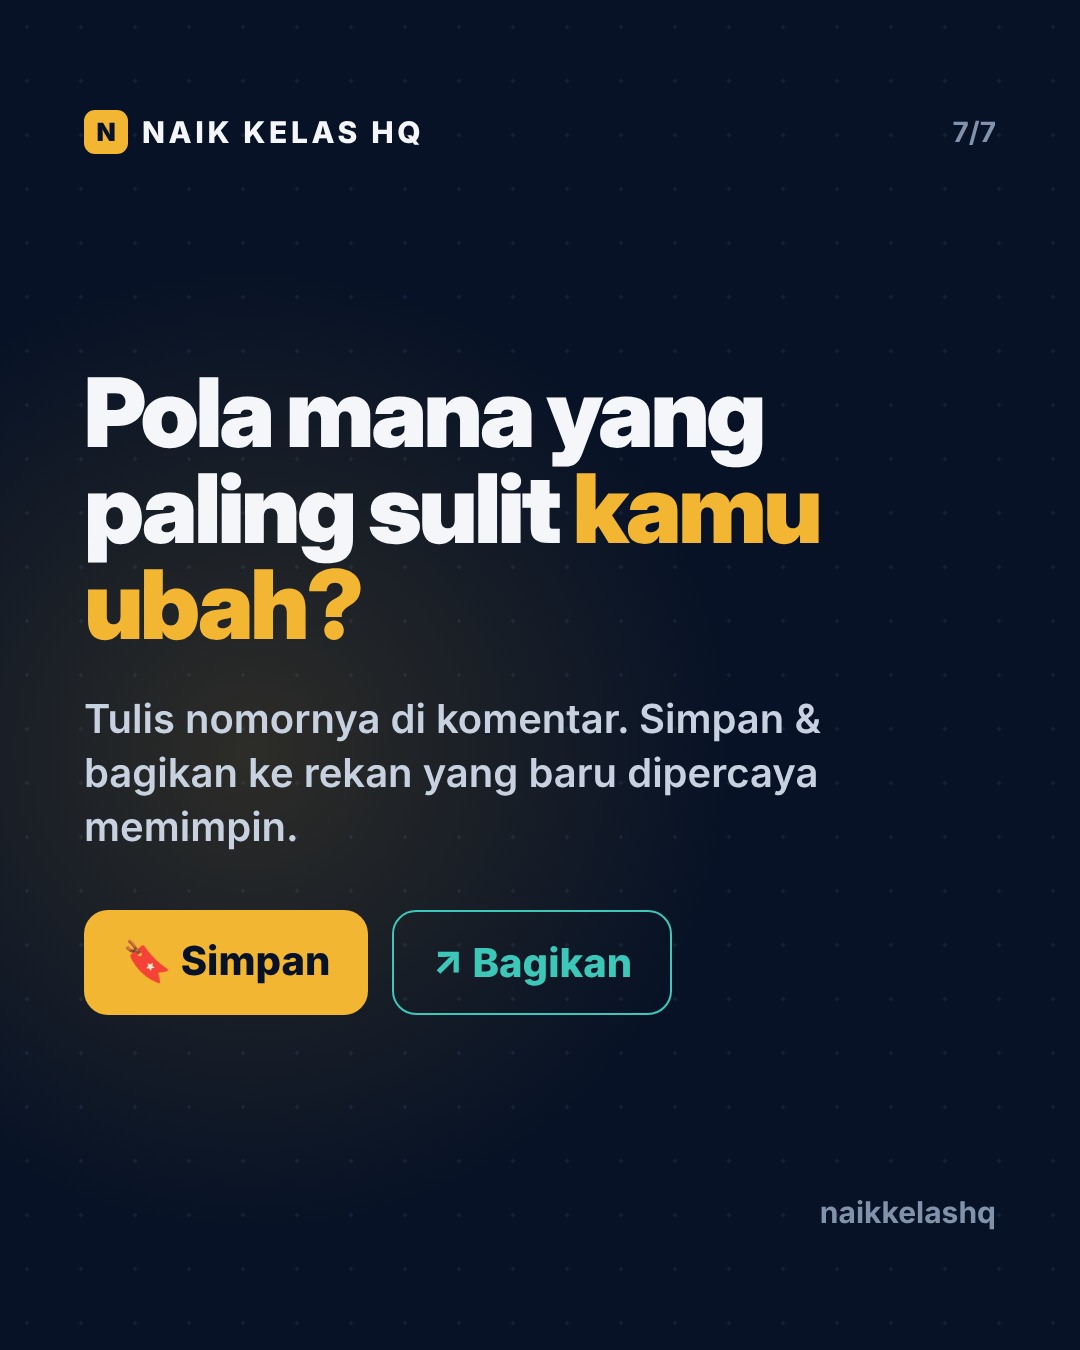 N NAIK KELAS HQ
7/7
Pola mana yang
paling sulit kamu
ubah?
Tulis nomornya di komentar. Simpan &
bagikan ke rekan yang baru dipercaya
memimpin.
🔖 Simpan
↗ Bagikan
naikkelashq